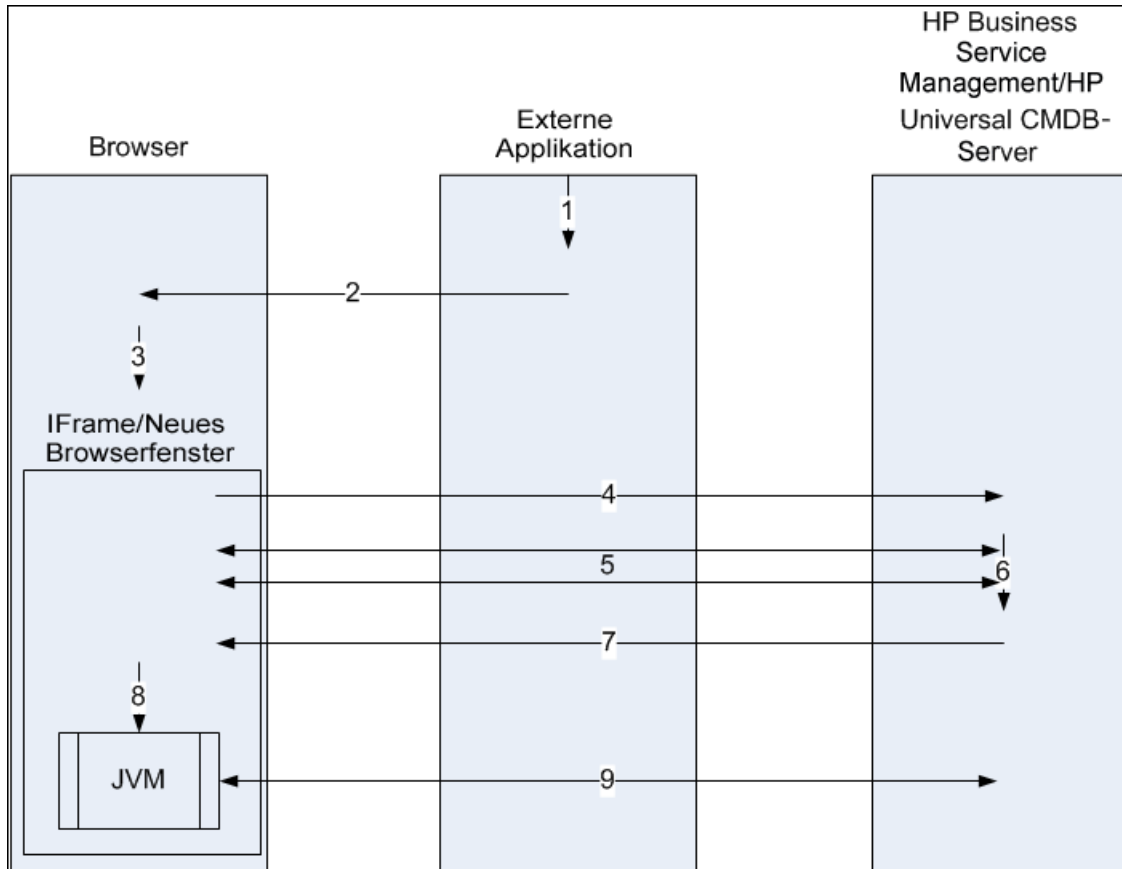 HP Business
Service
Management/HP
Universal CMDB-
Server
Externe
Applikation
Browser
1
2
3
IFrame/Neues
Browserfenster
4
5
6
7
8
JVM
9